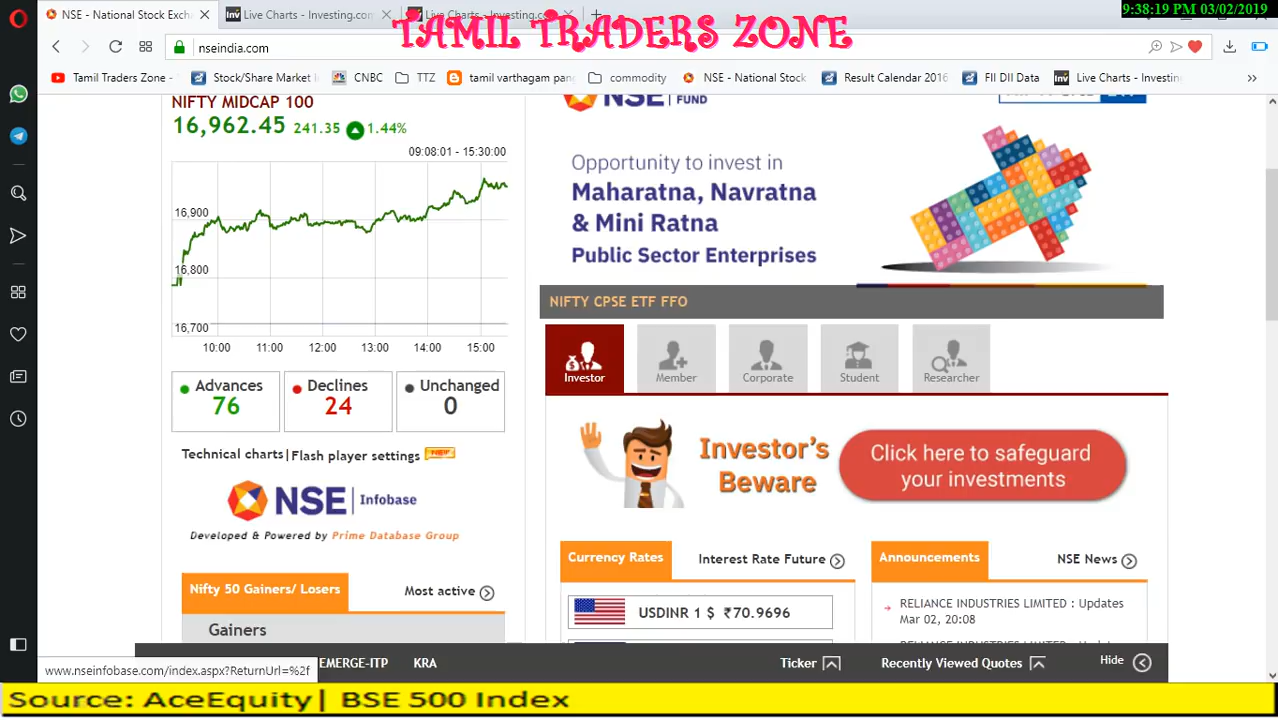 9:38:19 PM 03/02/2019
NSE - National Stock Exch
Live Charts - Investing.com
Live Charts - Investing.co
TAMIL TRADERS ZONE
nseindia.com
Tamil Traders Zone -
Stock/Share Market I
CNBC
TTZ
tamil varthagam pang
commodity
NSE - National Stock
Result Calendar 2016
FII DII Data
Live Charts - Investin
NIFTY MIDCAP 100
16,962.45 241.35 1.44%
09:08:01 - 15:30:00
16,900
16,800
16,700
10:00 11:00 12:00 13:00 14:00 15:00
Advances
76
Declines
24
Unchanged
0
Technical charts|Flash player settings NEW
NSE Infobase
Developed & Powered by Prime Database Group
Nifty 50 Gainers/ Losers
Most active
Gainers
NSE FUND
Opportunity to invest in
Maharatna, Navratna
& Mini Ratna
Public Sector Enterprises
NIFTY CPSE ETF FFO
Investor
Member
Corporate
Student
Researcher
Investor's
Beware
Click here to safeguard
your investments
Currency Rates
Interest Rate Future
USDINR 1 $ ₹70.9696
Announcements
NSE News
RELIANCE INDUSTRIES LIMITED : Updates
Mar 02, 20:08
www.nseinfobase.com/index.aspx?ReturnUrl=%2f
EMERGE-ITP
KRA
Ticker
Recently Viewed Quotes
Hide
Source: AceEquity| BSE 500 Index